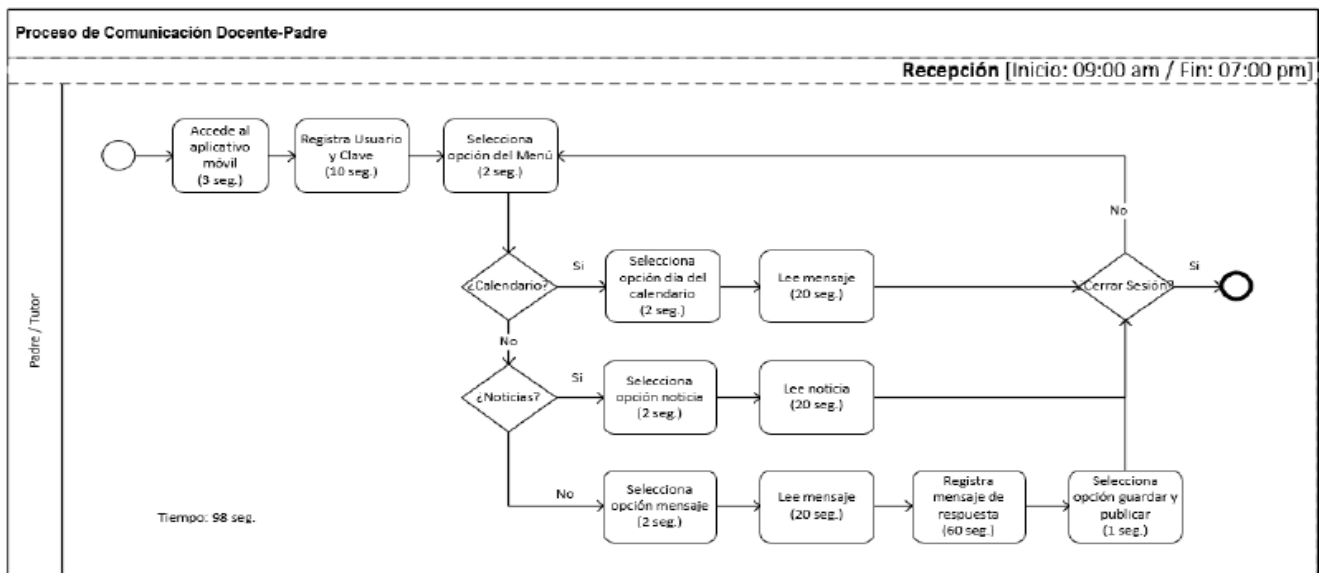 Proceso de Comunicación Docente-Padre
Recepción [Inicio: 09:00 am / Fin: 07:00 pm]
Padre / Tutor
Accede al
aplicativo
móvil
(3 seg.)
Registra Usuario
y Clave
(10 seg.)
Selecciona
opción del Menú
(2 seg.)
No
¿Calendario?
Si
Selecciona
opción día del
calendario
(2 seg.)
Lee mensaje
(20 seg.)
¿Cerrar Sesión?
Si
No
¿Noticias?
Si
Selecciona
opción noticia
(2 seg.)
Lee noticia
(20 seg.)
No
Selecciona
opción mensaje
(2 seg.)
Lee mensaje
(20 seg.)
Registra
mensaje de
respuesta
(60 seg.)
Selecciona
opción guardar y
publicar
(1 seg.)
Tiempo: 98 seg.